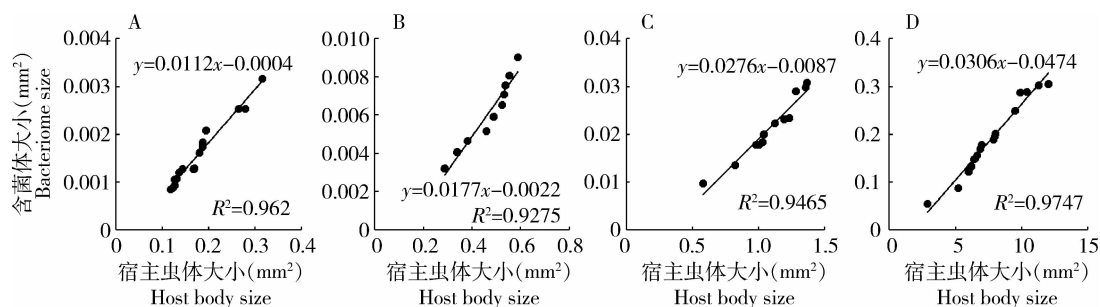 A
B
C
D
含菌体大小(mm²)
Bacteriome size
0.004
0.003
0.002
0.001
0
y=0.0112x−0.0004
R²=0.962
0 0.1 0.2 0.3 0.4
宿主虫体大小(mm²)
Host body size
0.010
0.008
0.006
0.004
0.002
0.000
y=0.0177x−0.0022
R²=0.9275
0 0.2 0.4 0.6 0.8
宿主虫体大小(mm²)
Host body size
0.04
0.03
0.02
0.01
0
y=0.0276x−0.0087
R²=0.9465
0 0.5 1.0 1.5
宿主虫体大小(mm²)
Host body size
0.4
0.3
0.2
0.1
0
y=0.0306x−0.0474
R²=0.9747
0 5 10 15
宿主虫体大小(mm²)
Host body size